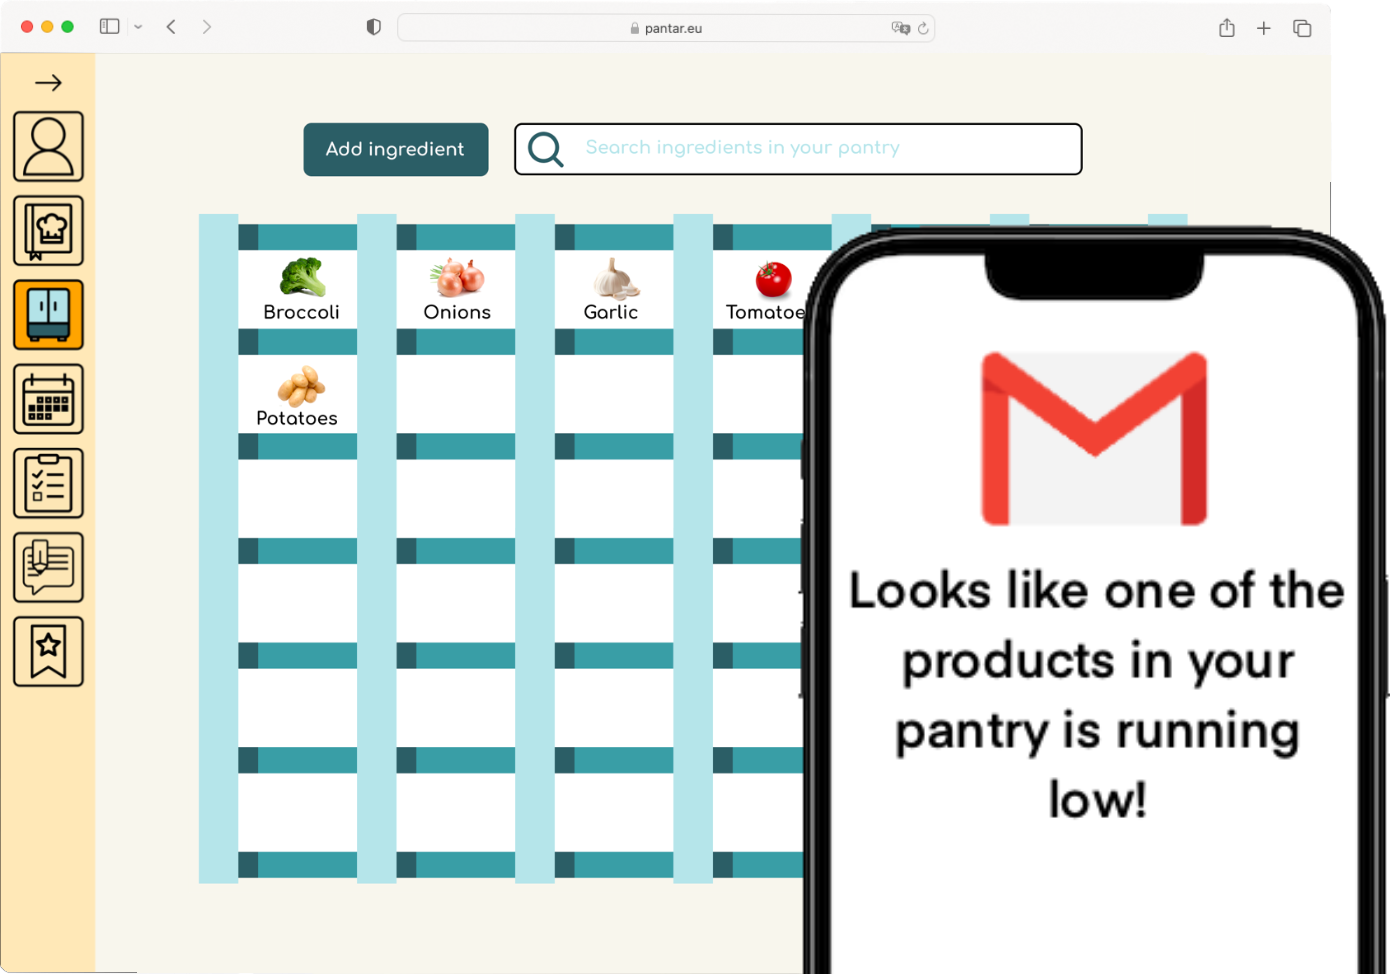 pantar.eu
Add ingredient
Search ingredients in your pantry
Broccoli
Onions
Garlic
Tomatoe
Potatoes
Looks like one of the
products in your
pantry is running
low!